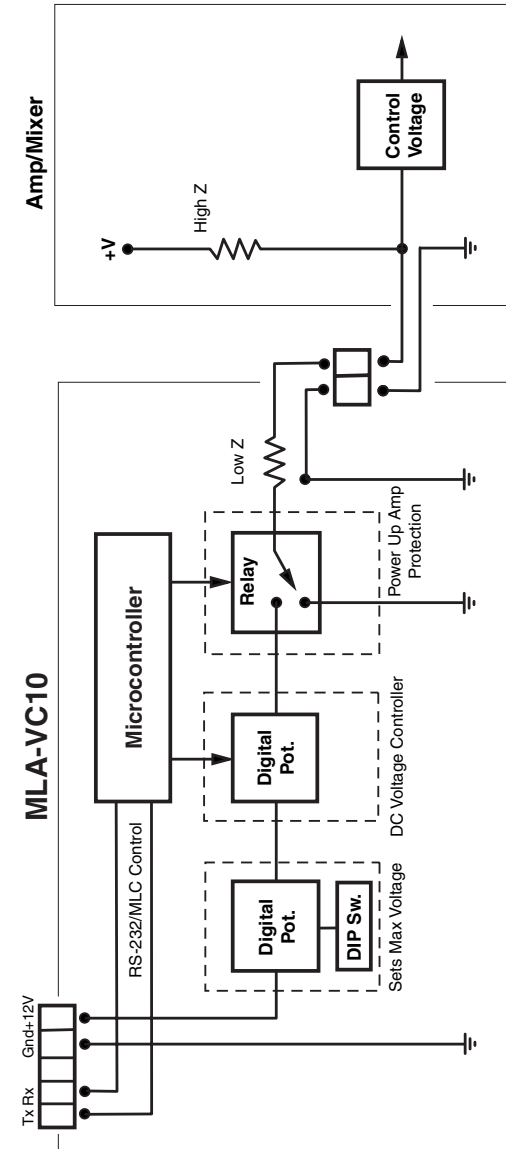 MLA-VC10
Amp/Mixer
Tx Rx
Gnd+12V
RS-232/MLC Control
Microcontroller
Digital
Pot.
DIP Sw.
Sets Max Voltage
Digital
Pot.
DC Voltage Controller
Relay
Power Up Amp
Protection
Low Z
+V
High Z
Control
Voltage